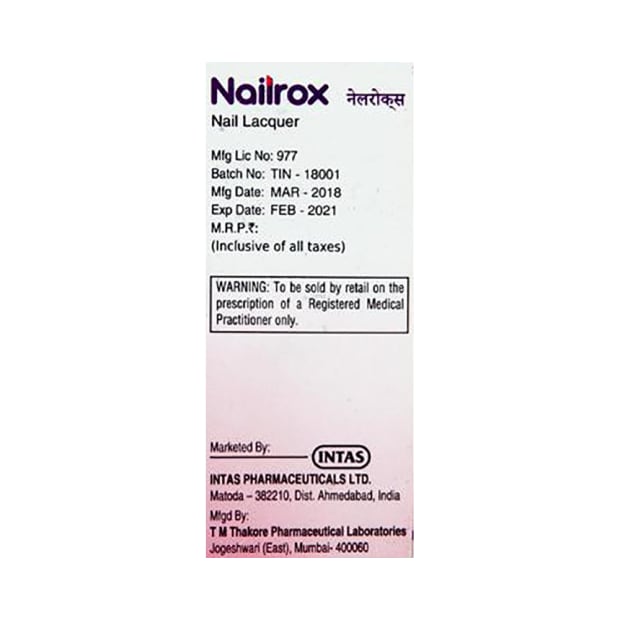 Nailrox नेलरोक्स
Nail Lacquer
Mfg Lic No: 977
Batch No: TIN - 18001
Mfg Date: MAR - 2018
Exp Date: FEB - 2021
M.R.P.₹:
(Inclusive of all taxes)
WARNING: To be sold by retail on the
prescription of a Registered Medical
Practitioner only.
Marketed By:
INTAS
INTAS PHARMACEUTICALS LTD.
Matoda – 382210, Dist. Ahmedabad, India
Mfgd By:
T M Thakore Pharmaceutical Laboratories
Jogeshwari (East), Mumbai- 400060